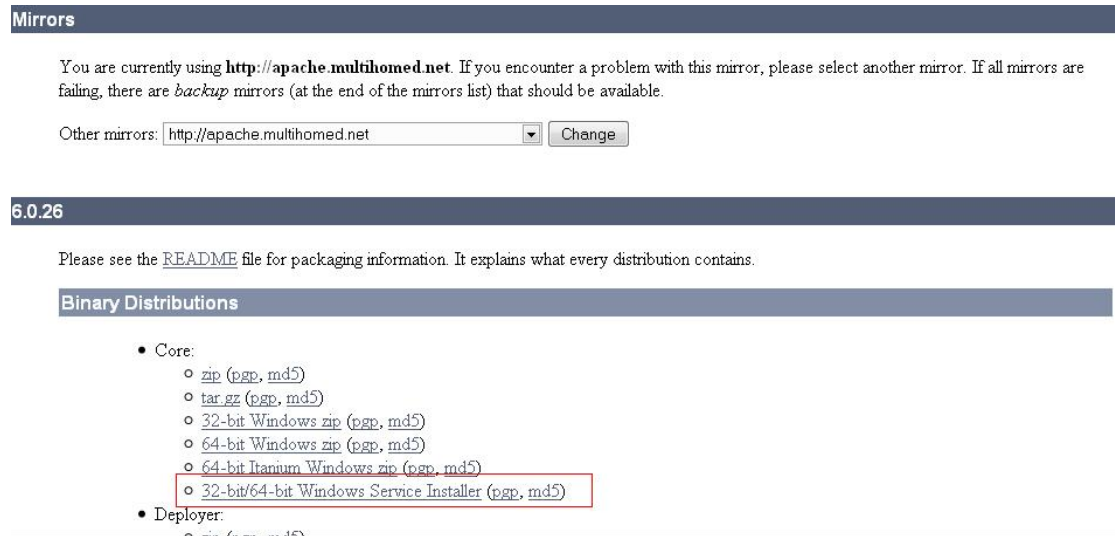 Mirrors
You are currently using http://apache.multihomed.net. If you encounter a problem with this mirror, please select another mirror. If all mirrors are
failing, there are backup mirrors (at the end of the mirrors list) that should be available.
Other mirrors: http://apache.multihomed.net Change
6.0.26
Please see the README file for packaging information. It explains what every distribution contains.
Binary Distributions
• Core:
zip (pgp, md5)
tar.gz (pgp, md5)
32-bit Windows zip (pgp, md5)
64-bit Windows zip (pgp, md5)
64-bit Itanium Windows zip (pgp, md5)
32-bit/64-bit Windows Service Installer (pgp, md5)
• Deployer:
zip (pgp, md5)